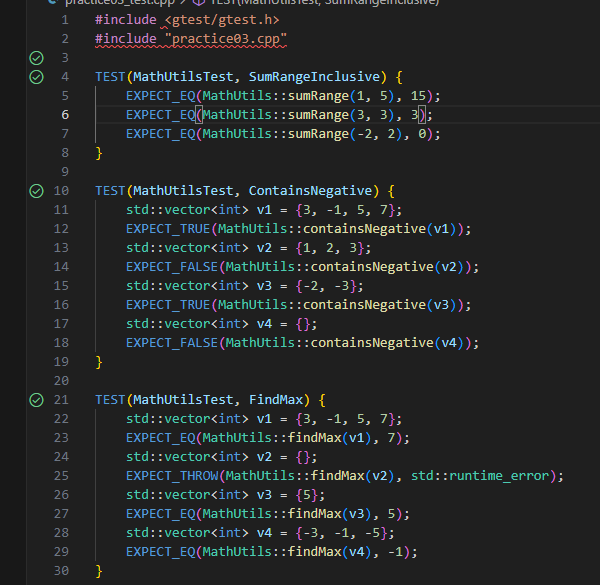 practice03_test.cpp > TEST(MathUtilsTest, SumRangeInclusive)
1 #include <gtest/gtest.h>
2 #include "practice03.cpp"
3
4 TEST(MathUtilsTest, SumRangeInclusive) {
5 EXPECT_EQ(MathUtils::sumRange(1, 5), 15);
6 EXPECT_EQ(MathUtils::sumRange(3, 3), 3);
7 EXPECT_EQ(MathUtils::sumRange(-2, 2), 0);
8 }
9
10 TEST(MathUtilsTest, ContainsNegative) {
11 std::vector<int> v1 = {3, -1, 5, 7};
12 EXPECT_TRUE(MathUtils::containsNegative(v1));
13 std::vector<int> v2 = {1, 2, 3};
14 EXPECT_FALSE(MathUtils::containsNegative(v2));
15 std::vector<int> v3 = {-2, -3};
16 EXPECT_TRUE(MathUtils::containsNegative(v3));
17 std::vector<int> v4 = {};
18 EXPECT_FALSE(MathUtils::containsNegative(v4));
19 }
20
21 TEST(MathUtilsTest, FindMax) {
22 std::vector<int> v1 = {3, -1, 5, 7};
23 EXPECT_EQ(MathUtils::findMax(v1), 7);
24 std::vector<int> v2 = {};
25 EXPECT_THROW(MathUtils::findMax(v2), std::runtime_error);
26 std::vector<int> v3 = {5};
27 EXPECT_EQ(MathUtils::findMax(v3), 5);
28 std::vector<int> v4 = {-3, -1, -5};
29 EXPECT_EQ(MathUtils::findMax(v4), -1);
30 }